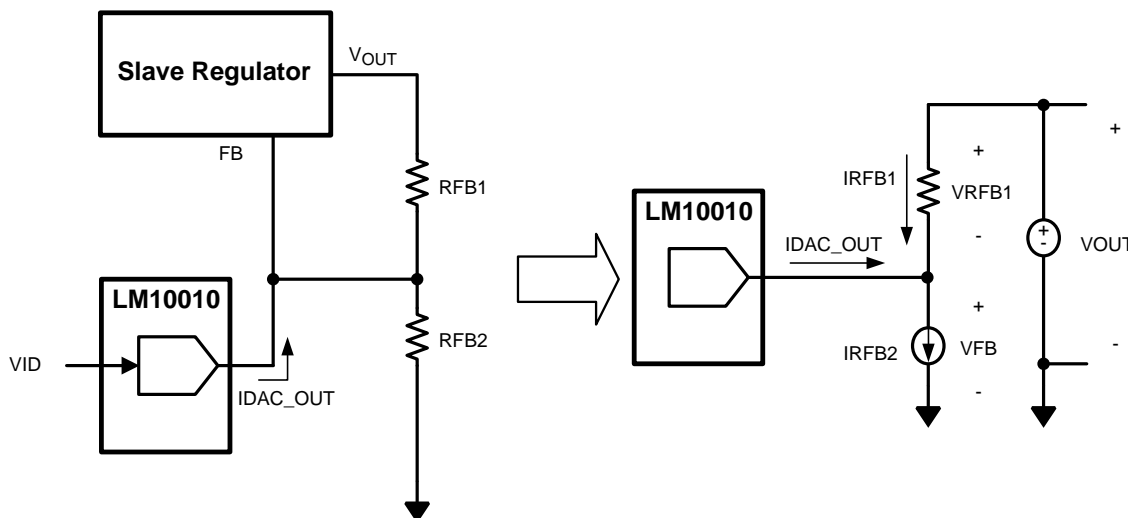 Slave Regulator
VOUT
FB
RFB1
LM10010
RFB2
VID
IDAC_OUT
LM10010
IDAC_OUT
IRFB1
+
VRFB1
-
+
-
+
VOUT
-
IRFB2
+
VFB
-